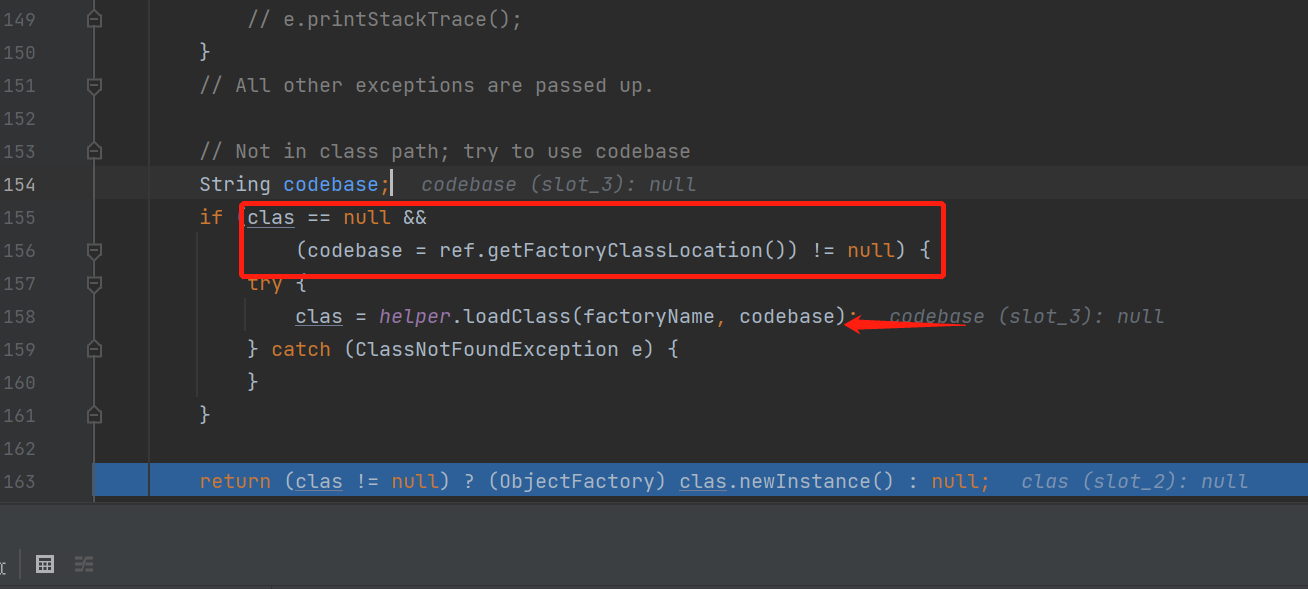 149 // e.printStackTrace();
150 }
151 // All other exceptions are passed up.
152
153 // Not in class path; try to use codebase
154 String codebase; codebase (slot_3): null
155 if (clas == null &&
156 (codebase = ref.getFactoryClassLocation()) != null) {
157 try {
158 clas = helper.loadClass(factoryName, codebase); codebase (slot_3): null
159 } catch (ClassNotFoundException e) {
160 }
161 }
162
163 return (clas != null) ? (ObjectFactory) clas.newInstance() : null; clas (slot_2): null